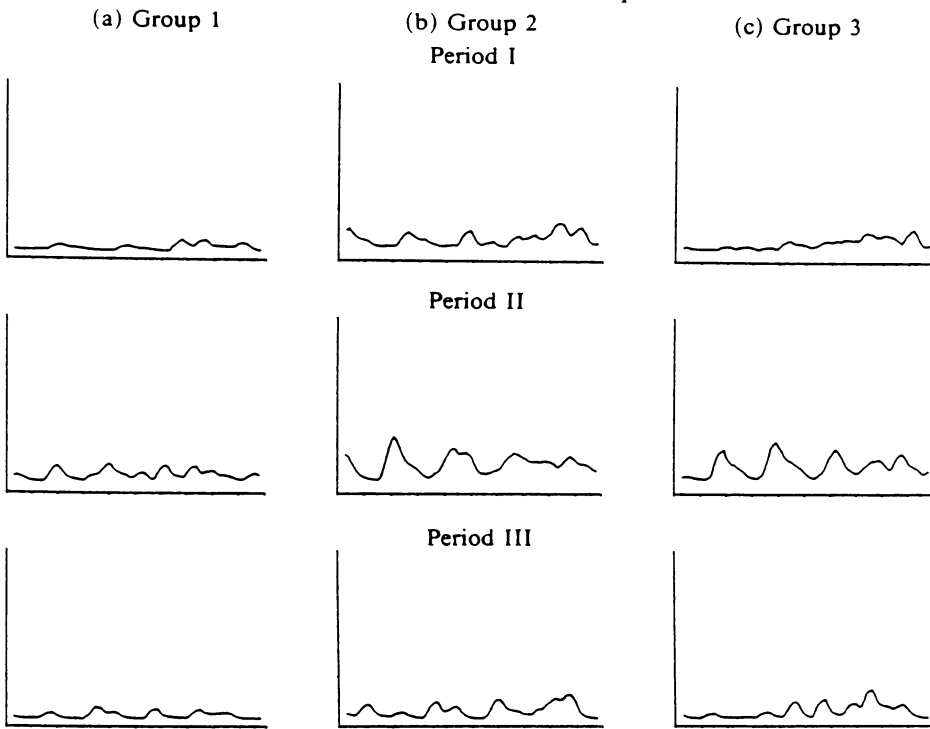 (a) Group 1
(b) Group 2
(c) Group 3
Period I
Period II
Period III